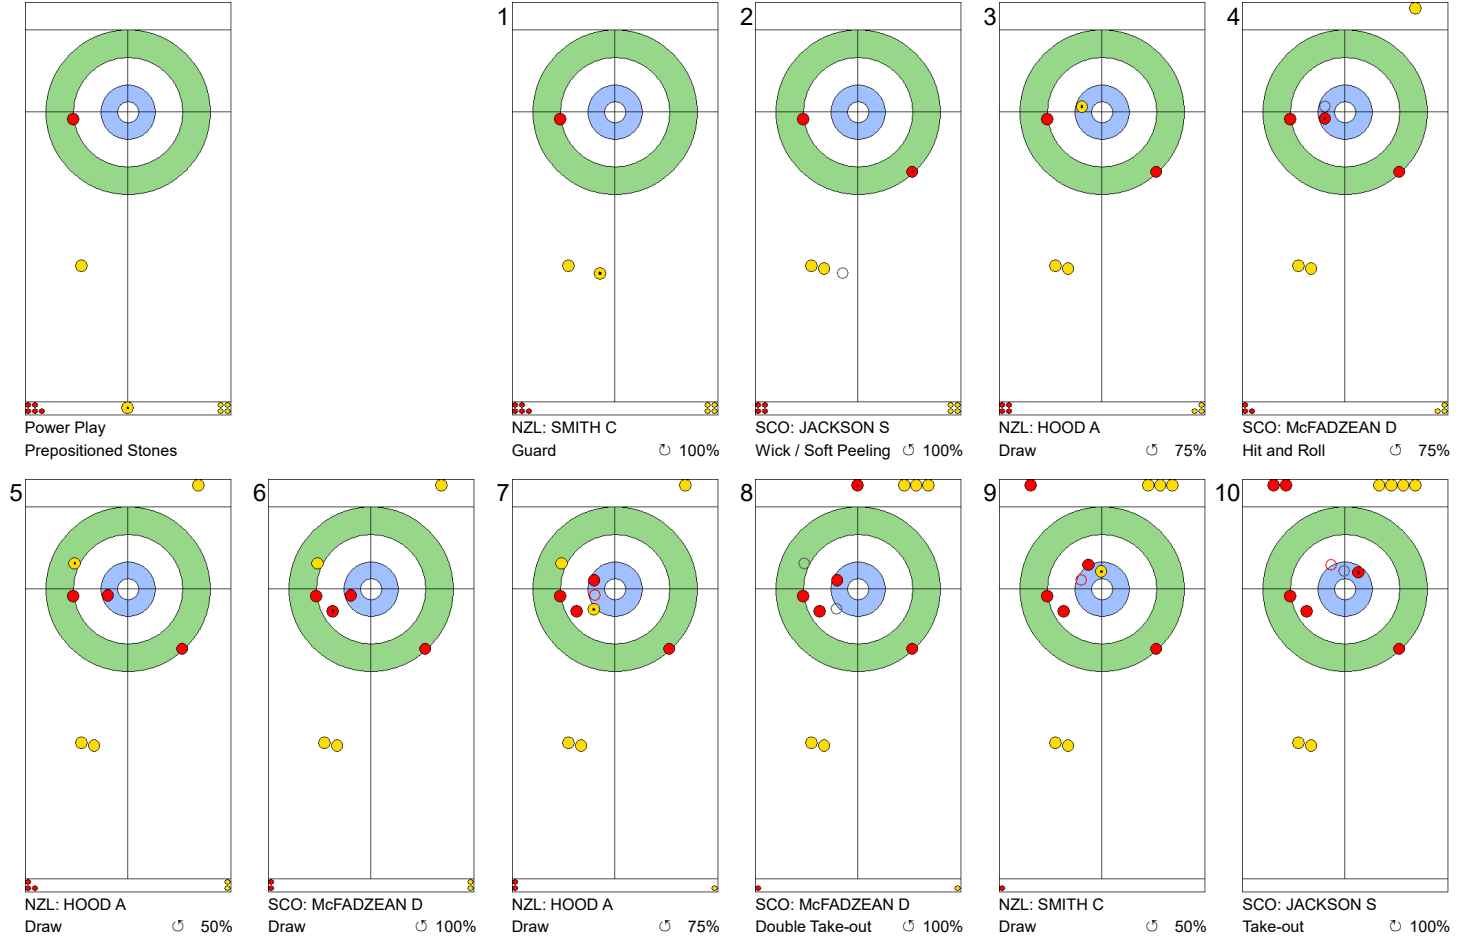 Power Play
Prepositioned Stones
1
NZL: SMITH C
Guard ↻ 100%
2
SCO: JACKSON S
Wick / Soft Peeling ↺ 100%
3
NZL: HOOD A
Draw ↺ 75%
4
SCO: McFADZEAN D
Hit and Roll ↺ 75%
5
NZL: HOOD A
Draw ↺ 50%
6
SCO: McFADZEAN D
Draw ↺ 100%
7
NZL: HOOD A
Draw ↺ 75%
8
SCO: McFADZEAN D
Double Take-out ↺ 100%
9
NZL: SMITH C
Draw ↺ 50%
10
SCO: JACKSON S
Take-out ↻ 100%